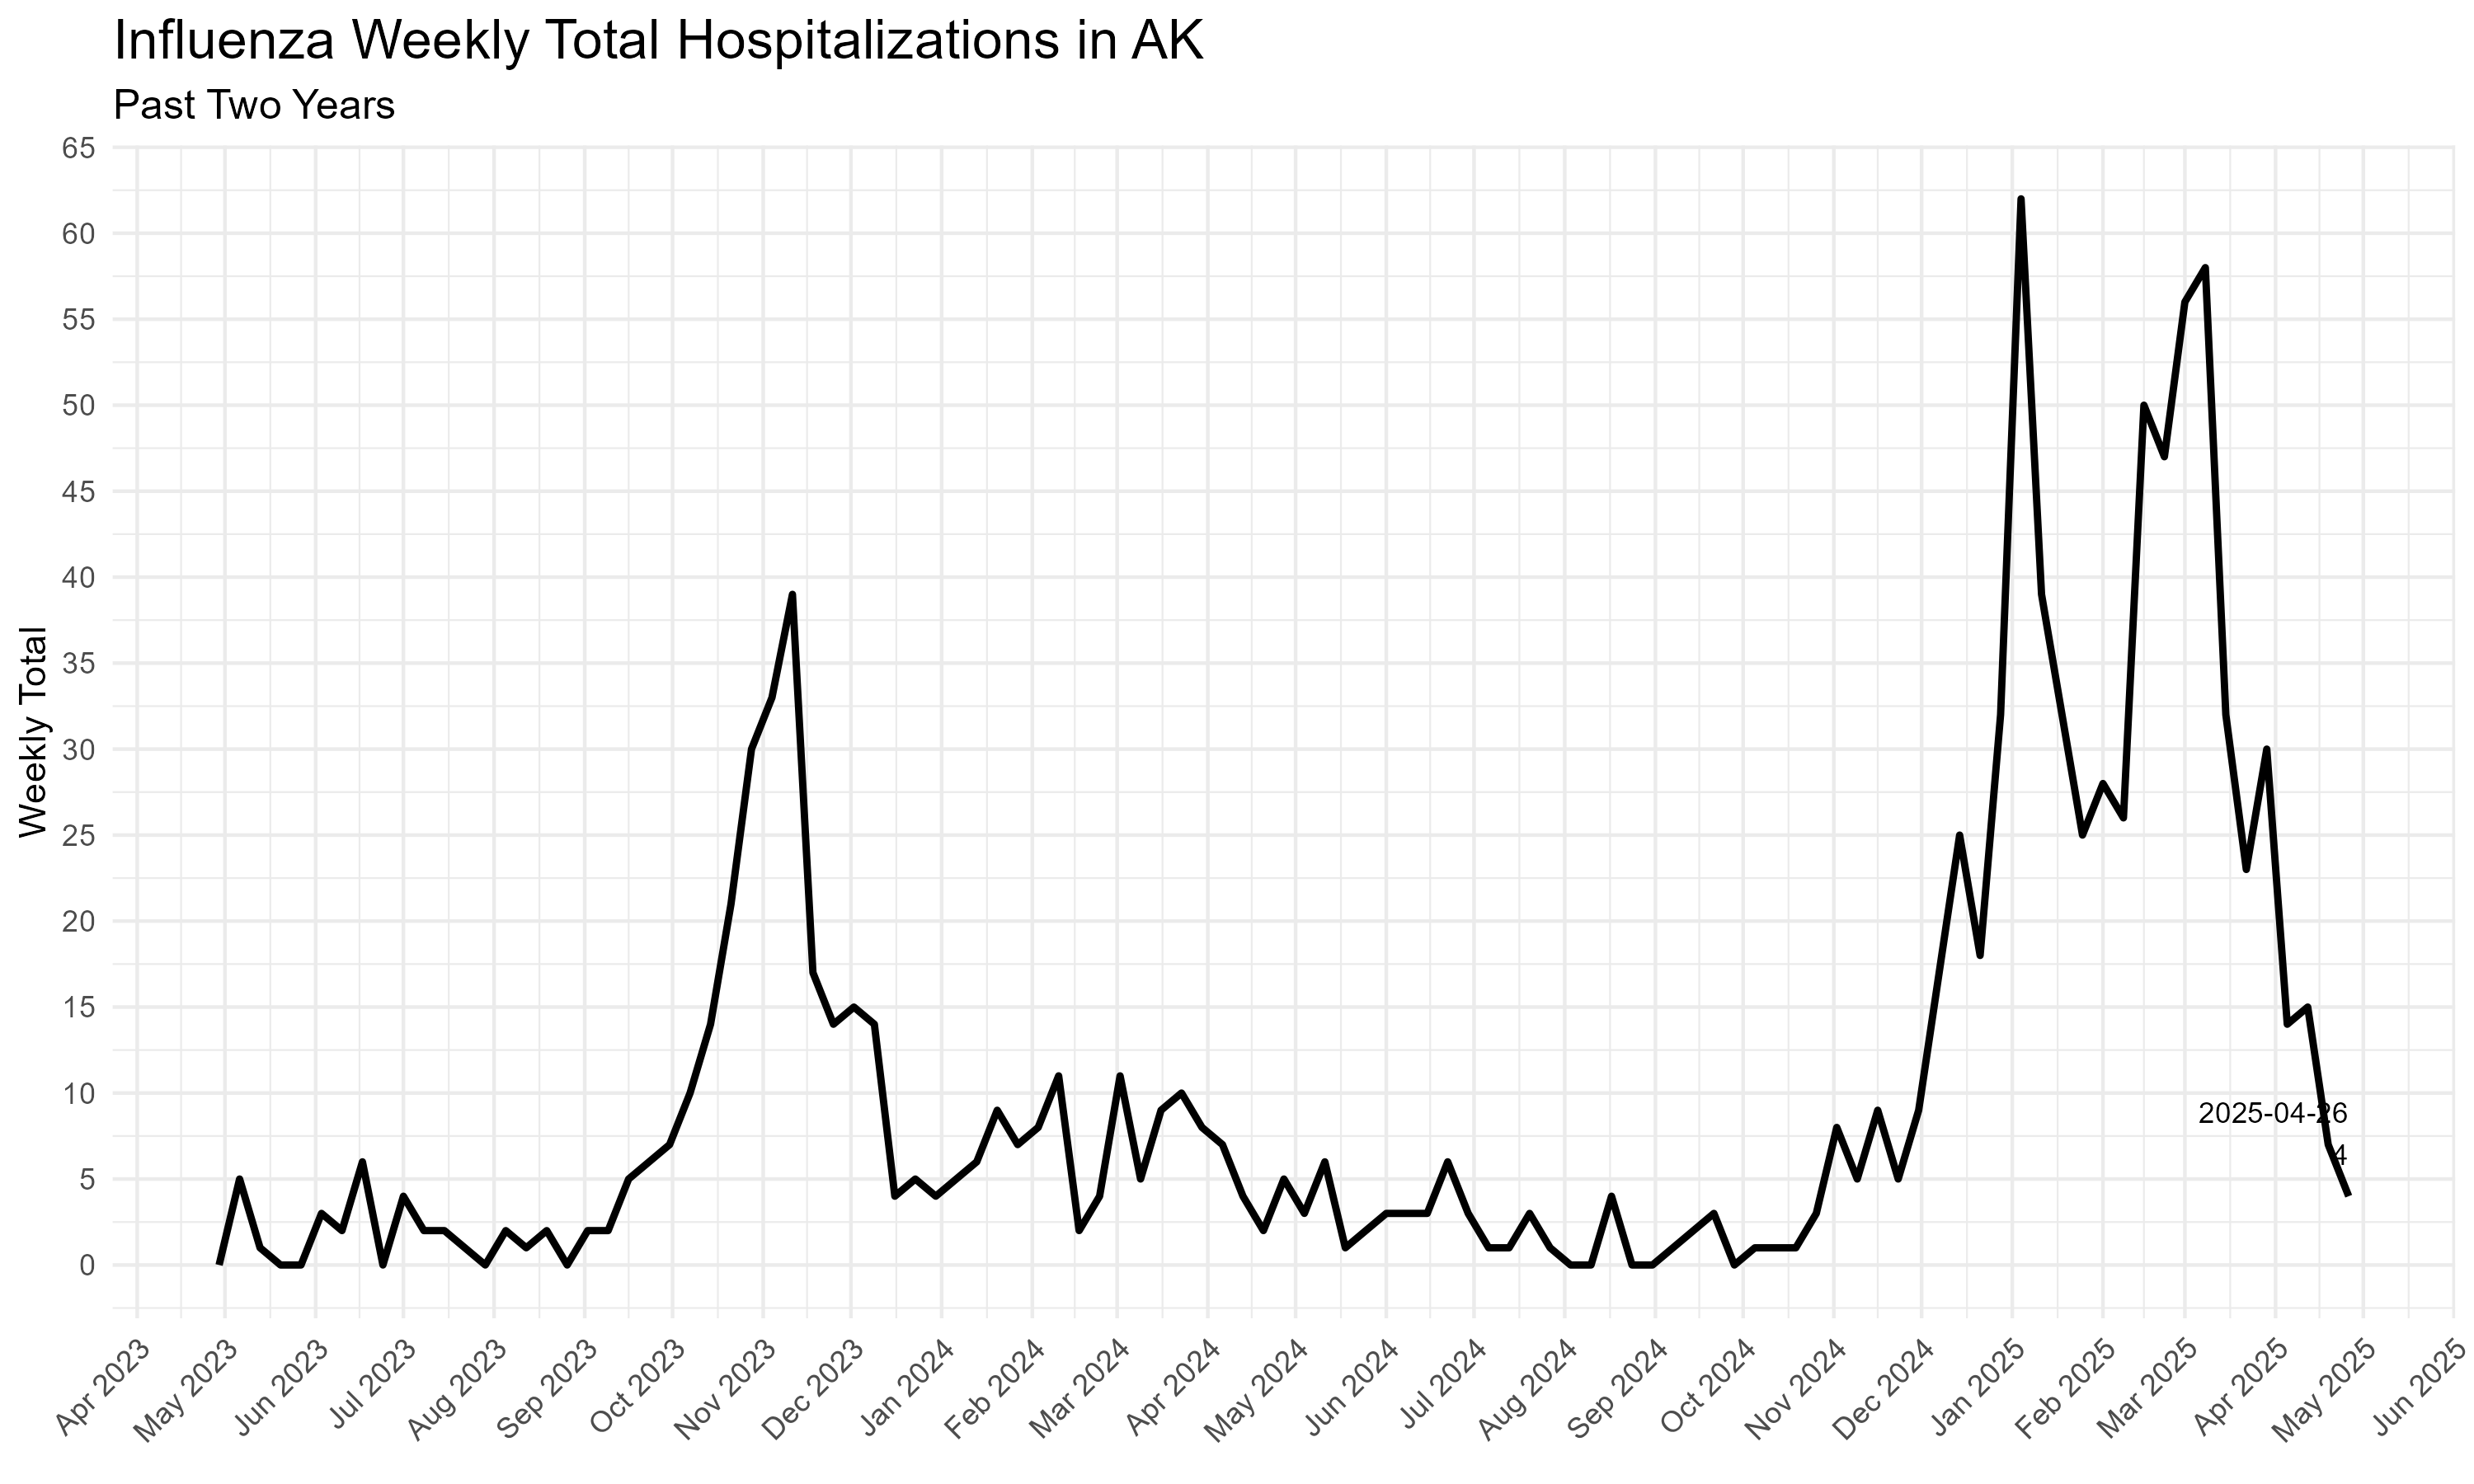 Influenza Weekly Total Hospitalizations in AK
Past Two Years
65
60
55
50
45
40
35
30
25
20
15
10
5
0
Weekly Total
2025-04-26
4
Apr 2023
May 2023
Jun 2023
Jul 2023
Aug 2023
Sep 2023
Oct 2023
Nov 2023
Dec 2023
Jan 2024
Feb 2024
Mar 2024
Apr 2024
May 2024
Jun 2024
Jul 2024
Aug 2024
Sep 2024
Oct 2024
Nov 2024
Dec 2024
Jan 2025
Feb 2025
Mar 2025
Apr 2025
May 2025
Jun 2025